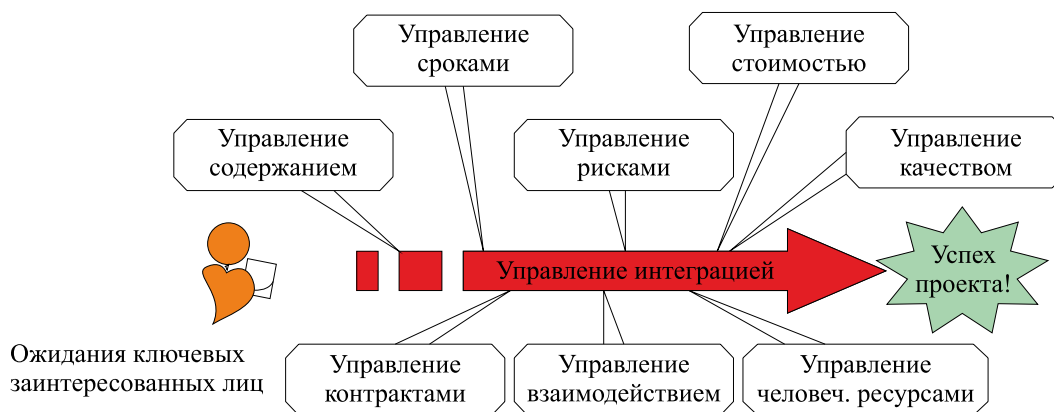 Управление
сроками
Управление
стоимостью
Управление
содержанием
Управление
рисками
Управление
качеством
Управление интеграцией
Успех
проекта!
Ожидания ключевых
заинтересованных лиц
Управление
контрактами
Управление
взаимодействием
Управление
человеч. ресурсами